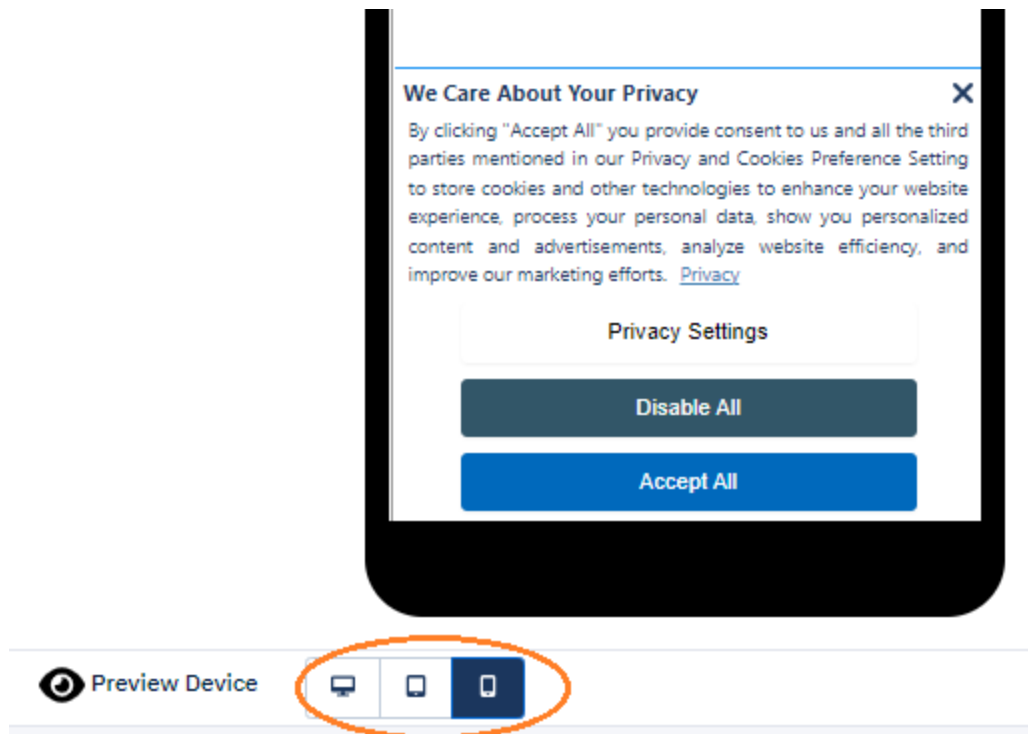 We Care About Your Privacy
By clicking "Accept All" you provide consent to us and all the third
parties mentioned in our Privacy and Cookies Preference Setting
to store cookies and other technologies to enhance your website
experience, process your personal data, show you personalized
content and advertisements, analyze website efficiency, and
improve our marketing efforts. Privacy
Privacy Settings
Disable All
Accept All
Preview Device